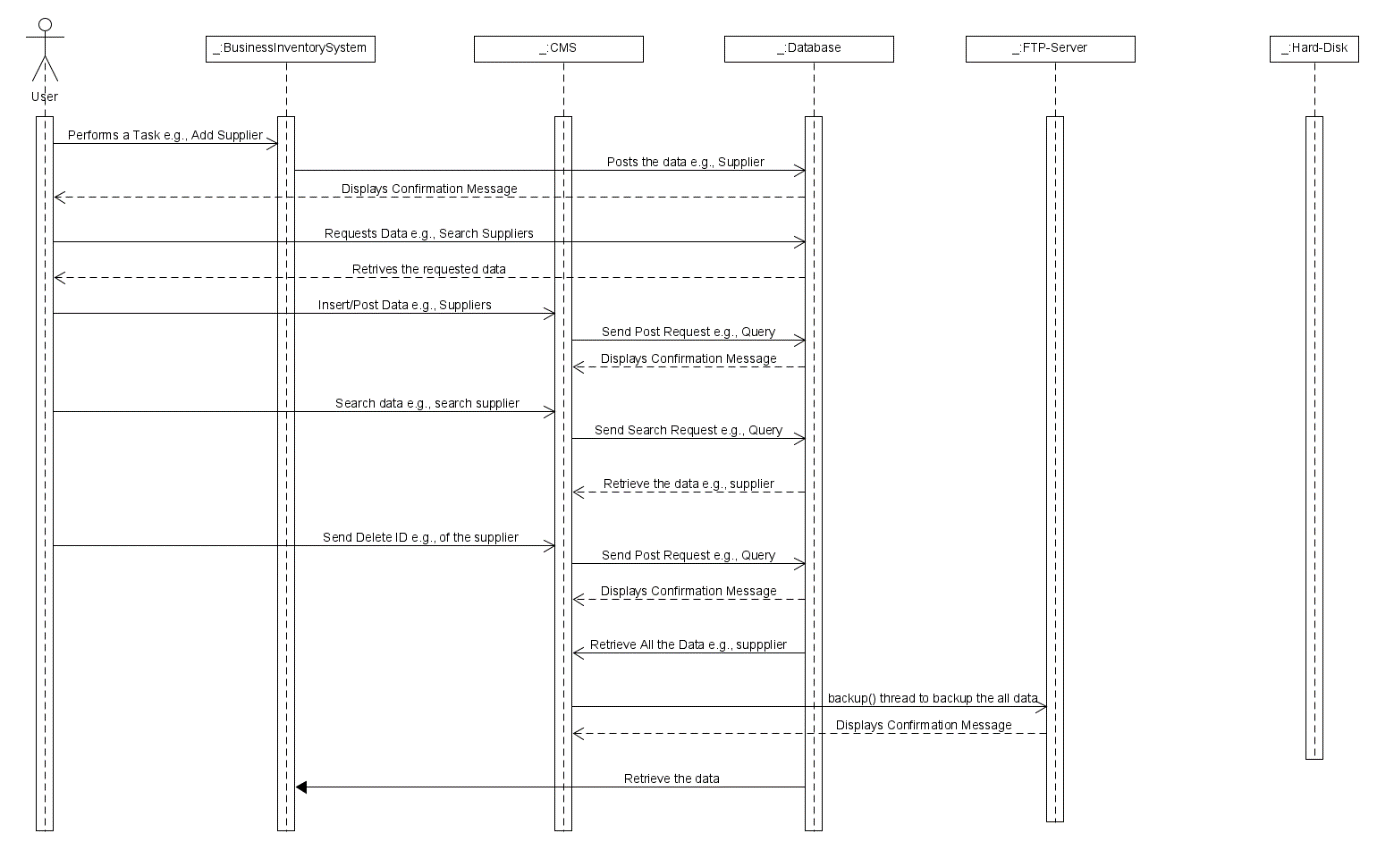 _:BusinessInventorySystem
_:CMS
_:Database
_:FTP-Server
_:Hard-Disk
User
Performs a Task e.g., Add Supplier
Posts the data e.g., Supplier
Displays Confirmation Message
Requests Data e.g., Search Suppliers
Retrives the requested data
Insert/Post Data e.g., Suppliers
Send Post Request e.g., Query
Displays Confirmation Message
Search data e.g., search supplier
Send Search Request e.g., Query
Retrieve the data e.g., supplier
Send Delete ID e.g., of the supplier
Send Post Request e.g., Query
Displays Confirmation Message
Retrieve All the Data e.g., suppplier
backup() thread to backup the all data
Displays Confirmation Message
Retrieve the data